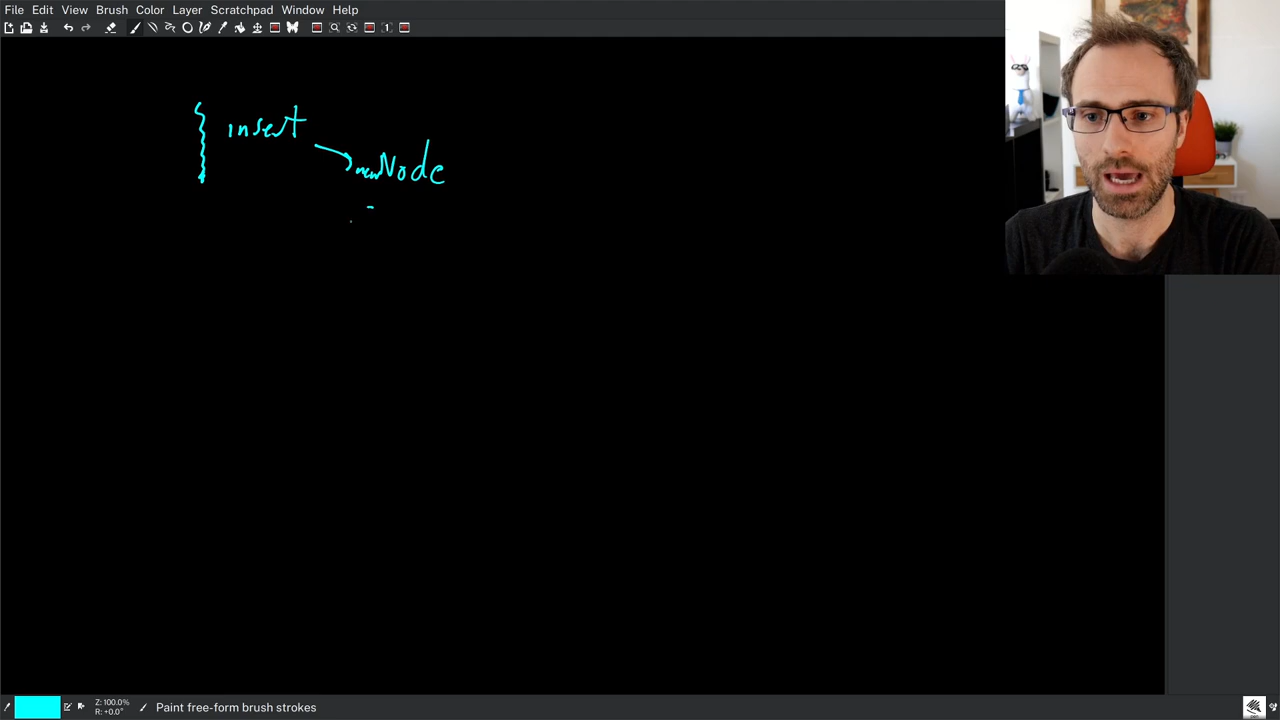 File Edit View Brush Color Layer Scratchpad Window Help
insert
newNode
Z: 100.0%
R: +0.0°
Paint free-form brush strokes